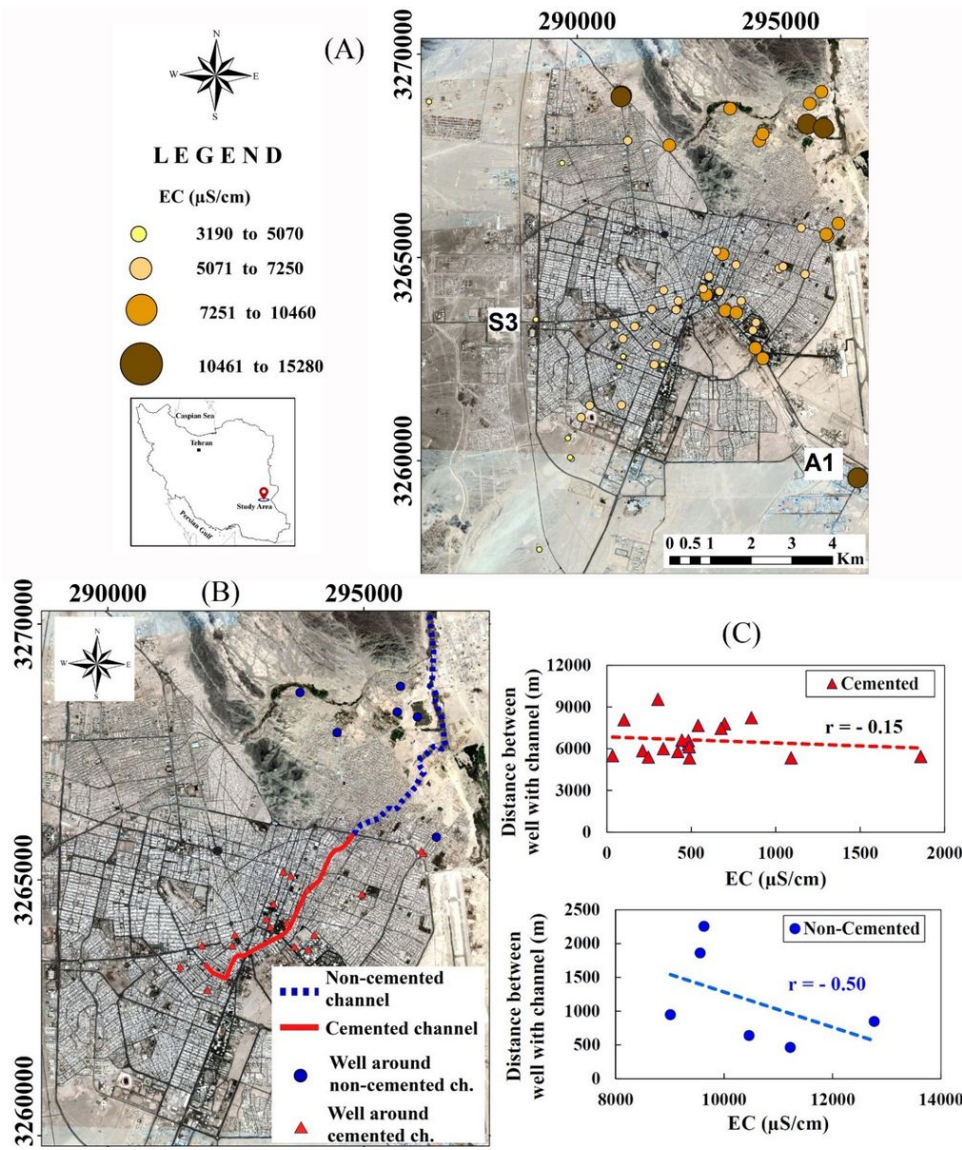 (A)
N
W E
S
LEGEND
EC (µS/cm)
3190 to 5070
5071 to 7250
7251 to 10460
10461 to 15280
Caspian Sea
Tehran
Study Area
Persian Gulf
290000 295000
3270000
3265000
3260000
S3
A1
0 0.5 1 2 3 4
Km
(B)
290000 295000
3270000
3265000
3260000
N
W E
S
Non-cemented
channel
Cemented channel
Well around
non-cemented ch.
Well around
cemented ch.
(C)
Distance between
well with channel (m)
12000
9000
6000
3000
0
Cemented
r = - 0.15
0 500 1000 1500 2000
EC (µS/cm)
Distance between
well with channel (m)
2500
2000
1500
1000
500
0
Non-Cemented
r = - 0.50
8000 10000 12000 14000
EC (µS/cm)